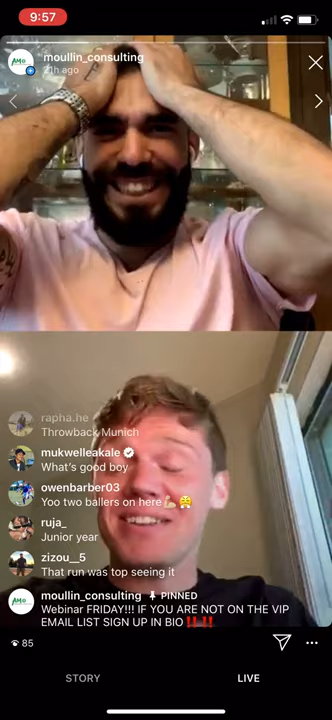 9:57
moullin_consulting
21h ago
rapha.he
Throwback Munich
mukwelleakale
What's good boy
owenbarber03
Yoo two ballers on here💪🏼😤
ruja_
Junior year
zizou__5
That run was top seeing it
moullin_consulting PINNED
Webinar FRIDAY!!! IF YOU ARE NOT ON THE VIP
EMAIL LIST SIGN UP IN BIO ‼️‼️
85
STORY LIVE